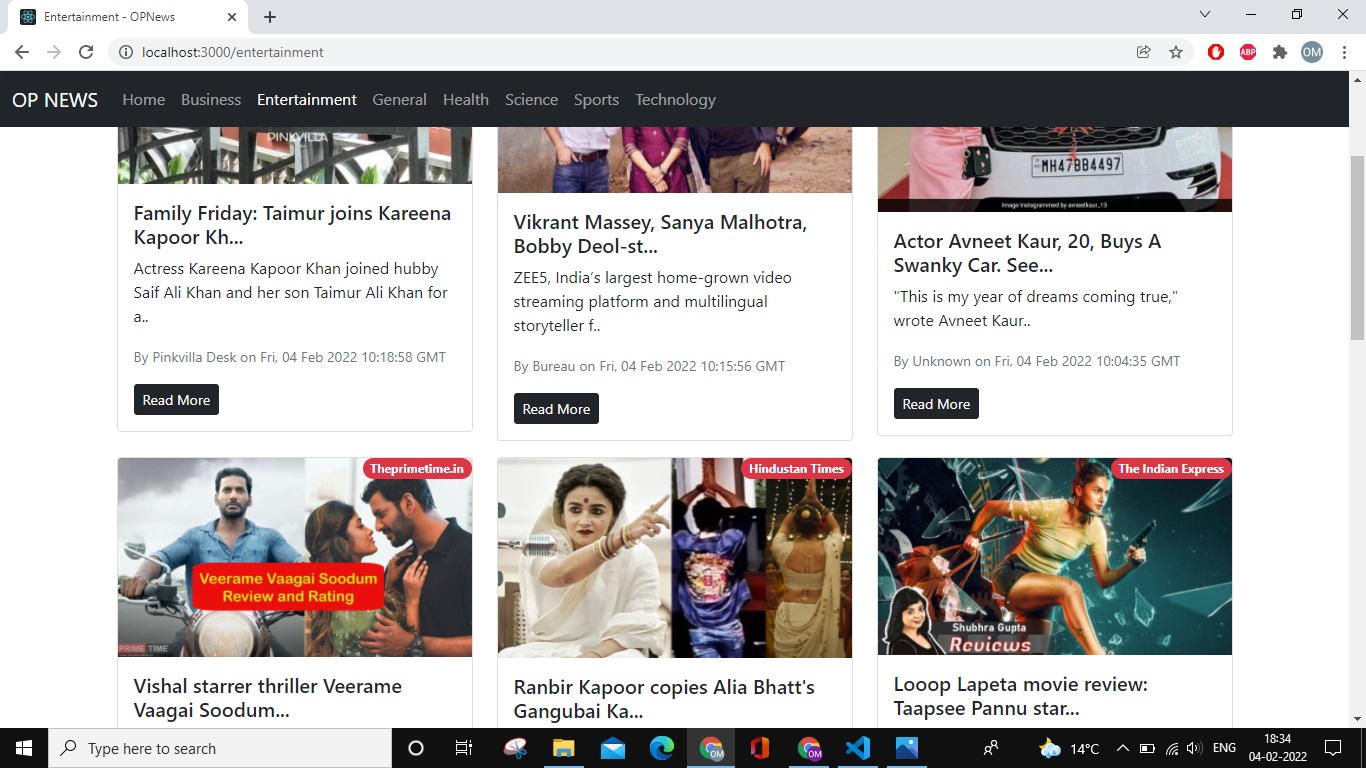 Entertainment - OPNews
localhost:3000/entertainment
ABP
OM
OP NEWS Home Business Entertainment General Health Science Sports Technology
PINKVILLA
MH47BB4497
Image instagrammed by avneetkaur_13
Family Friday: Taimur joins Kareena
Kapoor Kh...
Actress Kareena Kapoor Khan joined hubby
Saif Ali Khan and her son Taimur Ali Khan for
a..
By Pinkvilla Desk on Fri, 04 Feb 2022 10:18:58 GMT
Read More
Vikrant Massey, Sanya Malhotra,
Bobby Deol-st...
ZEE5, India’s largest home-grown video
streaming platform and multilingual
storyteller f..
By Bureau on Fri, 04 Feb 2022 10:15:56 GMT
Read More
Actor Avneet Kaur, 20, Buys A
Swanky Car. See...
"This is my year of dreams coming true,"
wrote Avneet Kaur..
By Unknown on Fri, 04 Feb 2022 10:04:35 GMT
Read More
Theprimetime.in
Veerame Vaagai Soodum
Review and Rating
PRIME TIME
Vishal starrer thriller Veerame
Vaagai Soodum...
Hindustan Times
Ranbir Kapoor copies Alia Bhatt's
Gangubai Ka...
The Indian Express
Shubhra Gupta
Reviews
Looop Lapeta movie review:
Taapsee Pannu star...
Type here to search
OM
OM
14°C
ENG
18:34
04-02-2022